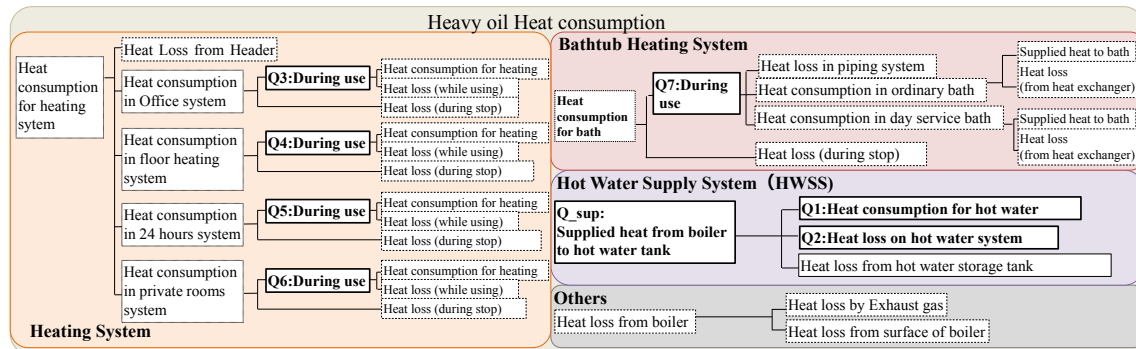 Heavy oil Heat consumption
Heat
consumption
for heating
sytem
Heat Loss from Header
Heat consumption
in Office system
Q3:During use
Heat consumption for heating
Heat loss (while using)
Heat loss (during stop)
Heat consumption
in floor heating
system
Q4:During use
Heat consumption for heating
Heat loss (while using)
Heat loss (during stop)
Heat consumption
in 24 hours system
Q5:During use
Heat consumption for heating
Heat loss (while using)
Heat loss (during stop)
Heat consumption
in private rooms
system
Q6:During use
Heat consumption for heating
Heat loss (while using)
Heat loss (during stop)
Heating System
Bathtub Heating System
Heat
consumption
for bath
Q7:During
use
Heat loss in piping system
Heat consumption in ordinary bath
Supplied heat to bath
Heat loss
(from heat exchanger)
Heat consumption in day service bath
Supplied heat to bath
Heat loss
(from heat exchanger)
Heat loss (during stop)
Hot Water Supply System（HWSS)
Q_sup:
Supplied heat from boiler
to hot water tank
Q1:Heat consumption for hot water
Q2:Heat loss on hot water system
Heat loss from hot water storage tank
Others
Heat loss from boiler
Heat loss by Exhaust gas
Heat loss from surface of boiler